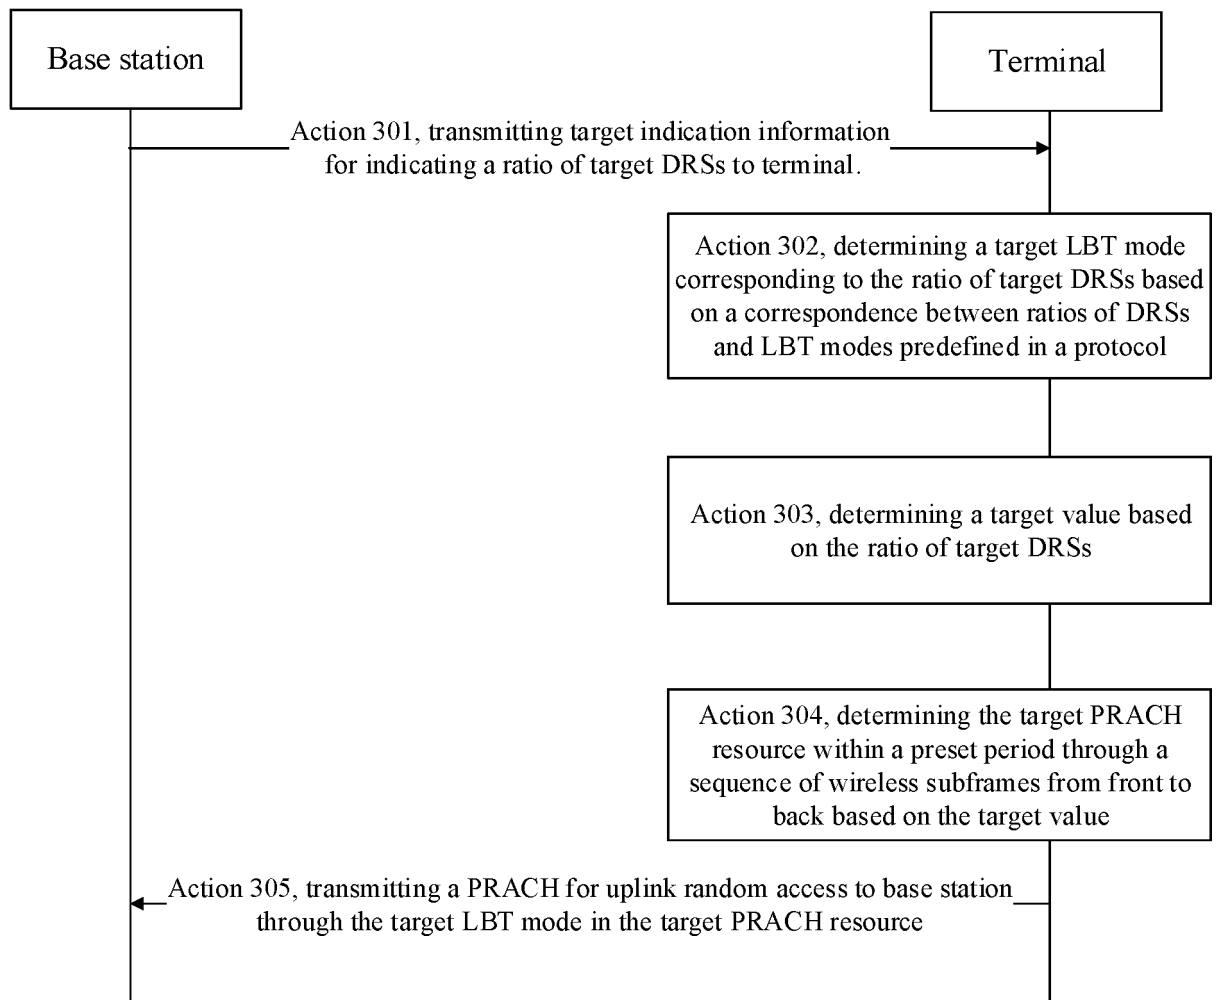 Base station
Terminal
Action 301, transmitting target indication information
for indicating a ratio of target DRSs to terminal.
Action 302, determining a target LBT mode
corresponding to the ratio of target DRSs based
on a correspondence between ratios of DRSs
and LBT modes predefined in a protocol
Action 303, determining a target value based
on the ratio of target DRSs
Action 304, determining the target PRACH
resource within a preset period through a
sequence of wireless subframes from front to
back based on the target value
Action 305, transmitting a PRACH for uplink random access to base station
through the target LBT mode in the target PRACH resource